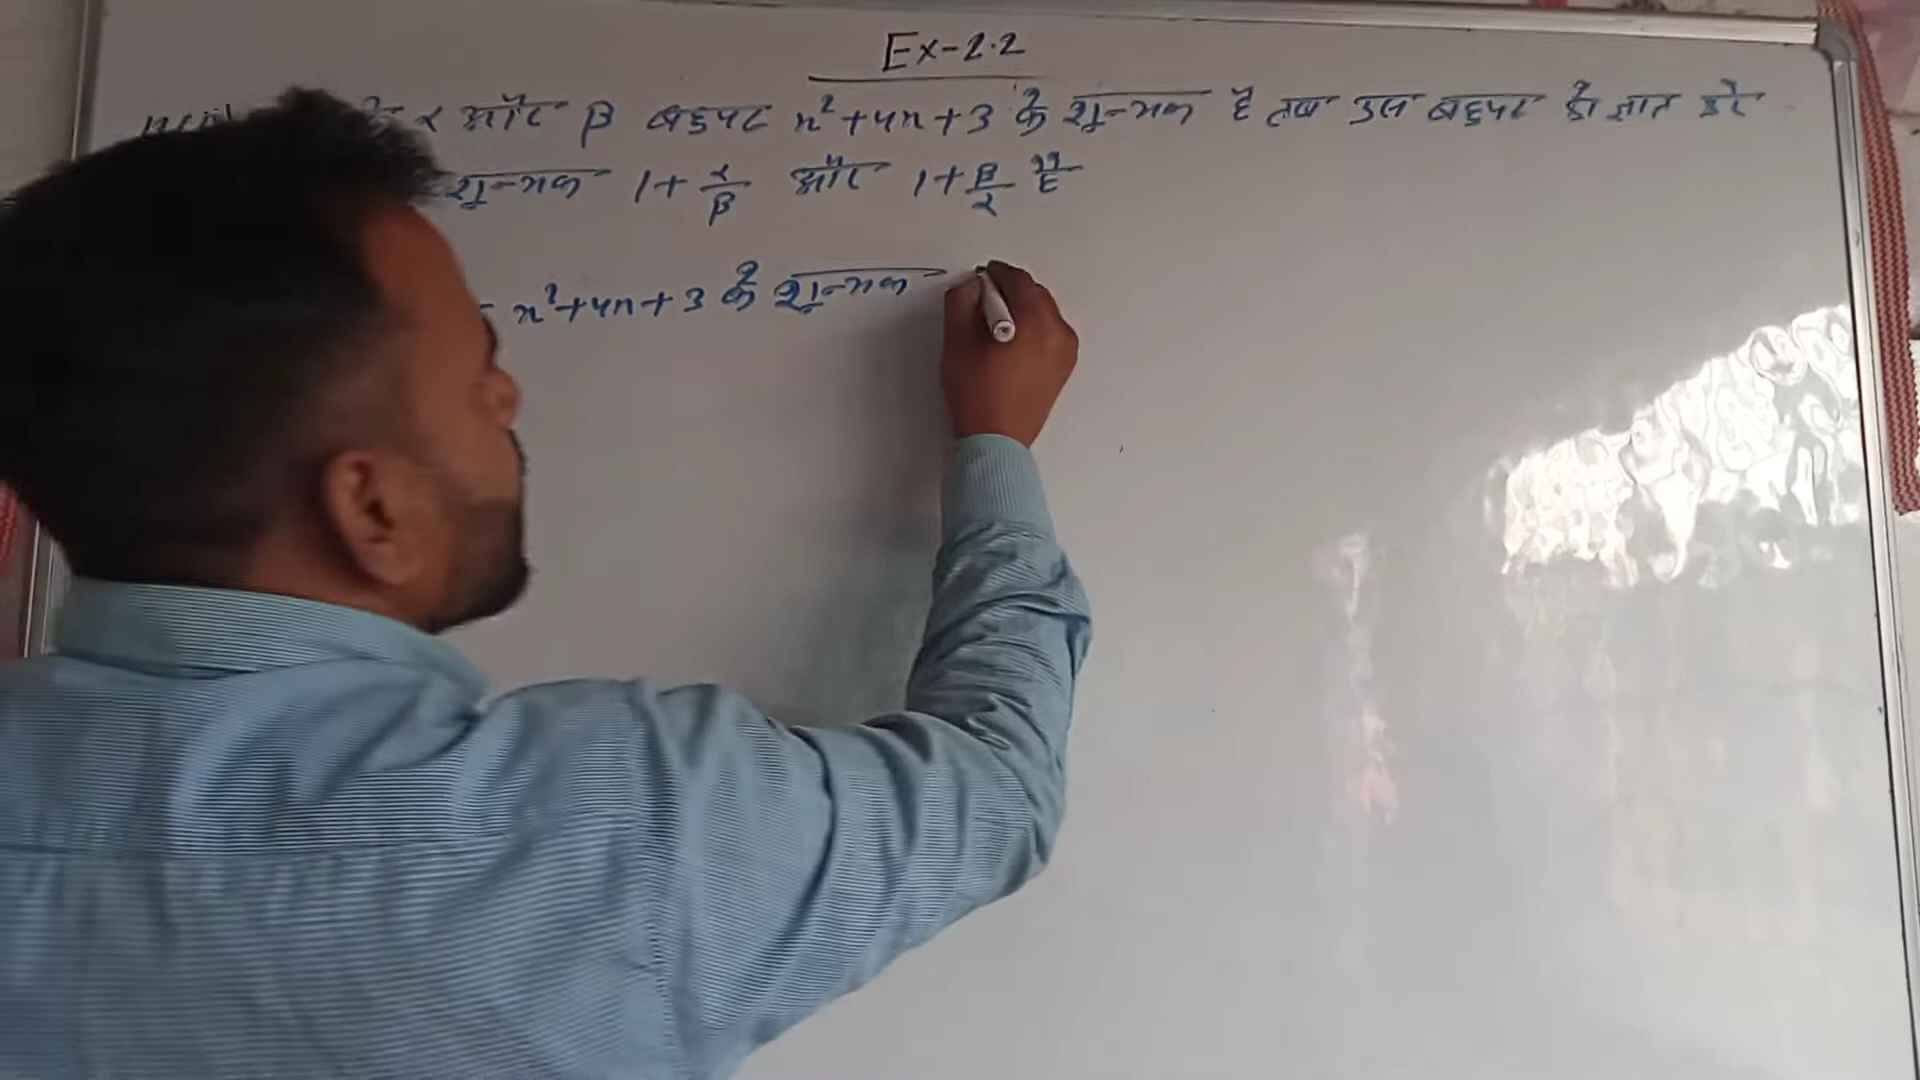 Ex-2.2
α और β बहुपद x²+4x+3 के शून्यक है तब उस बहुपद को ज्ञात करे
शून्यक 1+α/β और 1+β/α है
x²+4x+3 के शून्यक